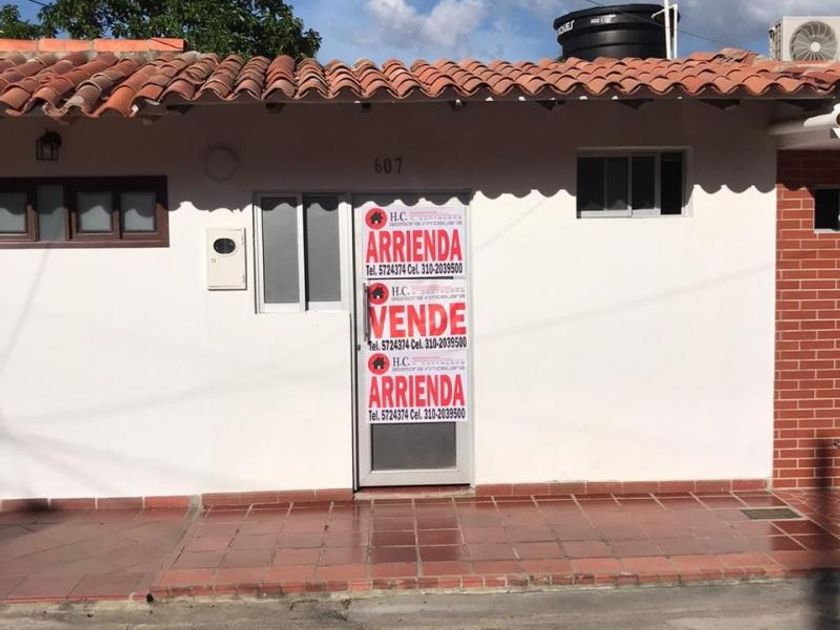 607
H.C.
ARRIENDA
Tel. 5724374 Cel. 310-2039500
H.C.
VENDE
Tel. 5724374 Cel. 310-2039500
H.C.
ARRIENDA
Tel. 5724374 Cel. 310-2039500